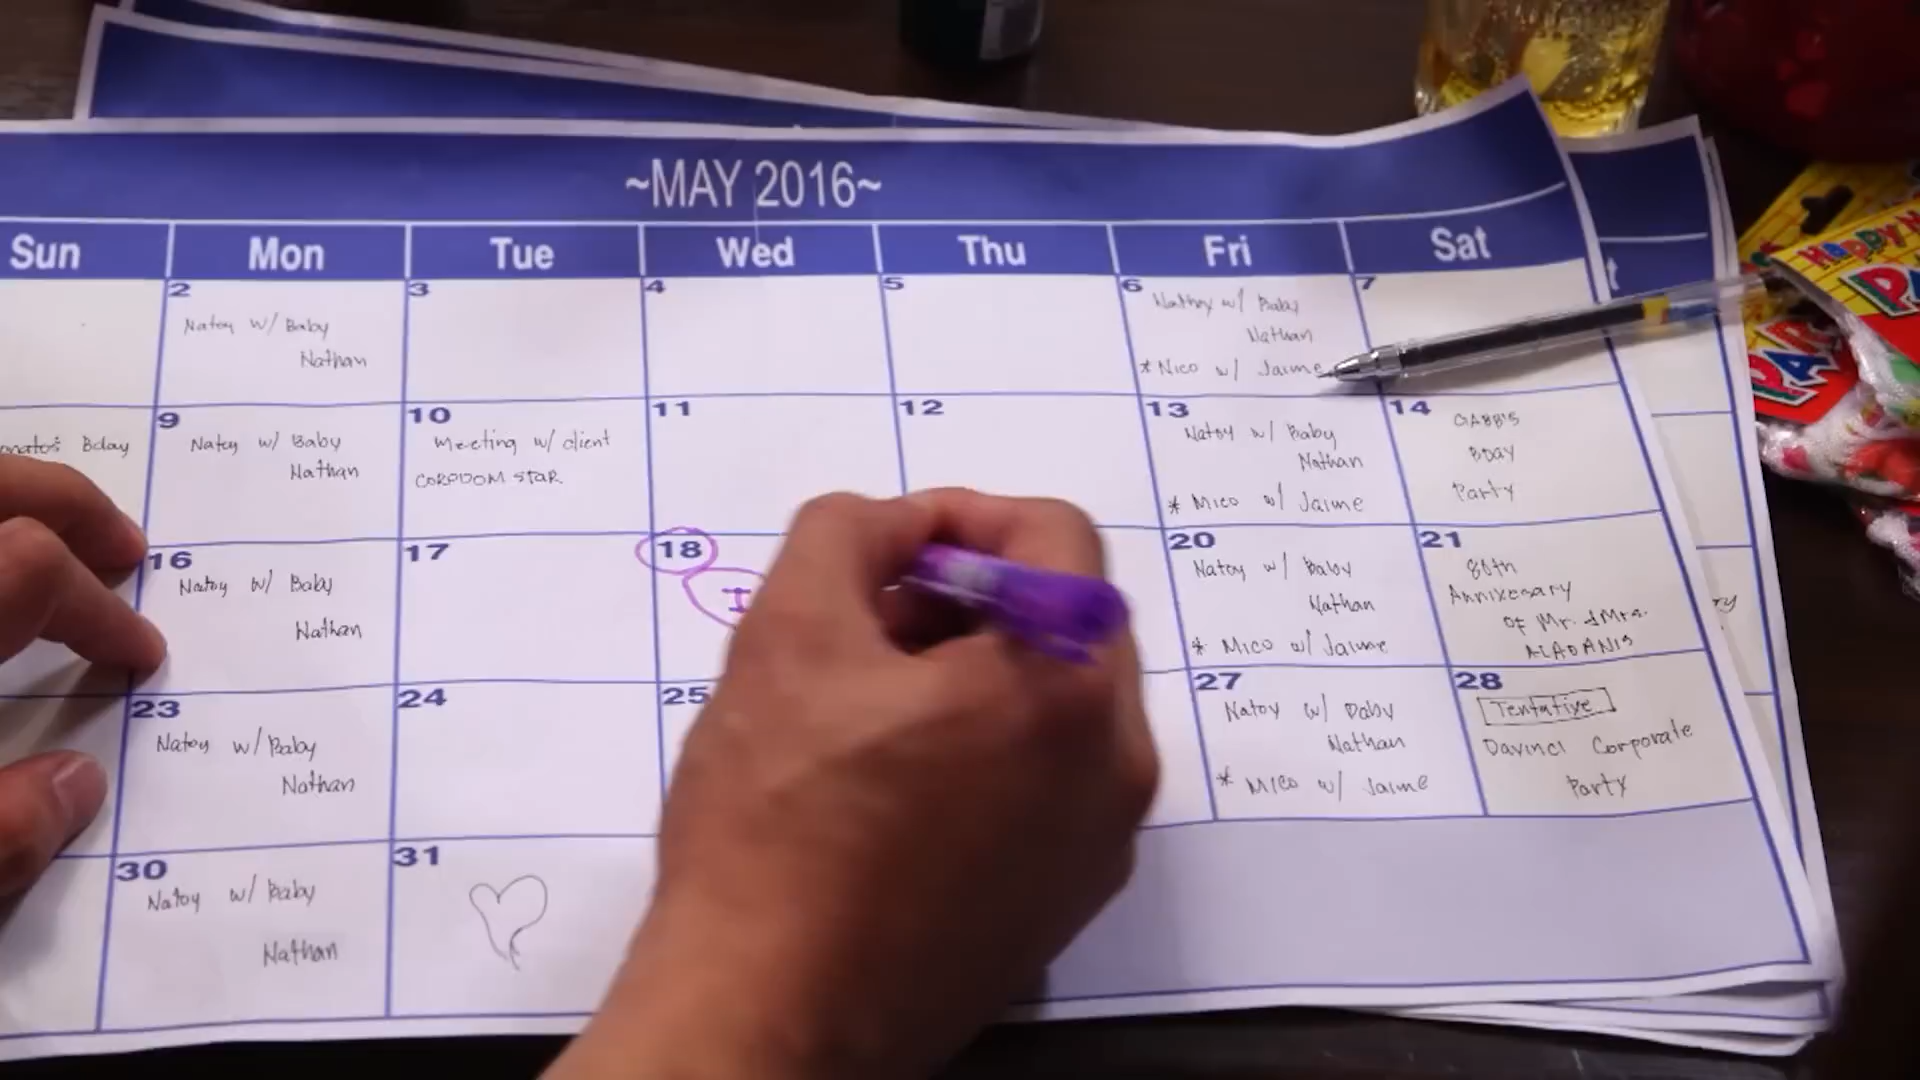 ~MAY 2016~
Sun Mon Tue Wed Thu Fri Sat
2
Natoy w/ Baby
Nathan
3
4
5
6
Nathoy w/ Baby
Nathan
* Nico w/ Jaime
7
Bday
9
Natoy w/ Baby
Nathan
10
Meeting w/ client
CORPDOM STAR
11
12
13
Natoy w/ Baby
Nathan
* Mico w/ Jaime
14
GABB'S
BDAY
Party
16
Natoy w/ Baby
Nathan
17
18
I
20
Natoy w/ Baby
Nathan
* Mico w/ Jaime
21
80th
of Mr. & Mrs.
23
Natoy w/ Baby
Nathan
24
25
27
Natoy w/ Baby
Nathan
* Mico w/ Jaime
28
Tentative
Davinci Corporate
Party
30
Natoy w/ Baby
Nathan
31